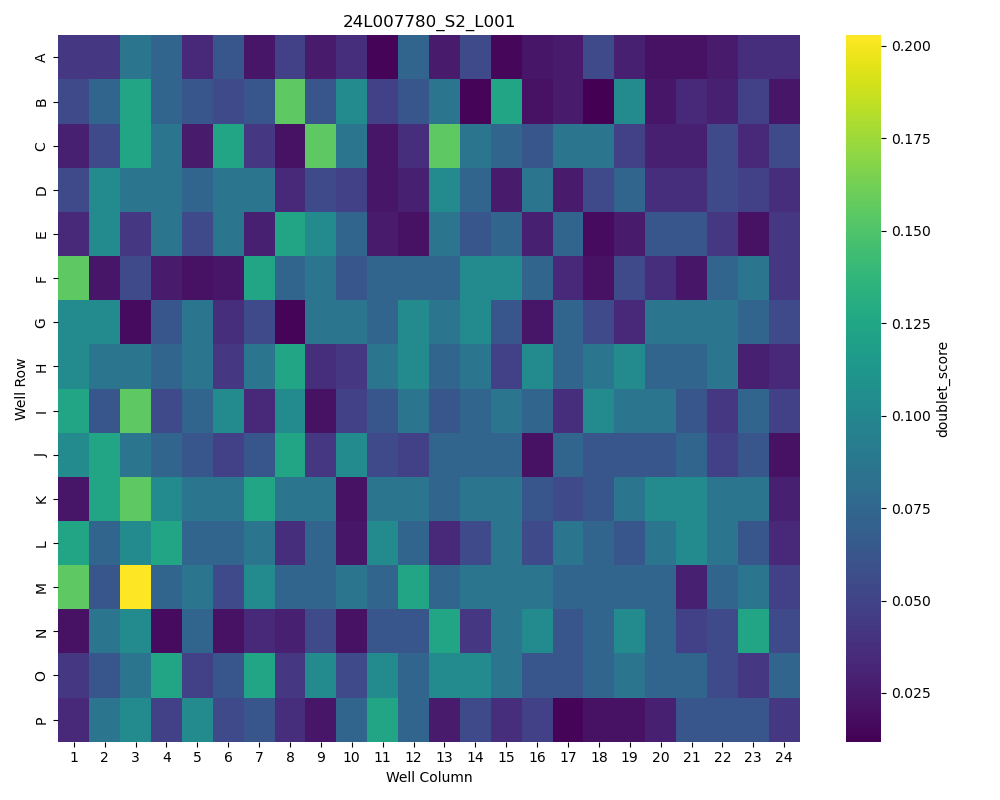 24L007780_S2_L001
Well Row
A
B
C
D
E
F
G
H
I
J
K
L
M
N
O
P
1 2 3 4 5 6 7 8 9 10 11 12 13 14 15 16 17 18 19 20 21 22 23 24
Well Column
0.200
0.175
0.150
0.125
0.100
0.075
0.050
0.025
doublet_score